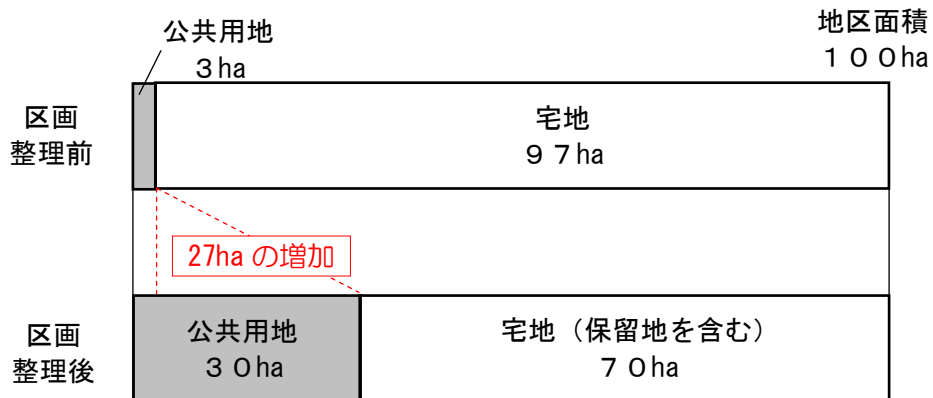 公共用地
３ha
地区面積
１００ha
区画
整理前
宅地
９７ha
27ha の増加
区画
整理後
公共用地
３０ha
宅地（保留地を含む）
７０ha